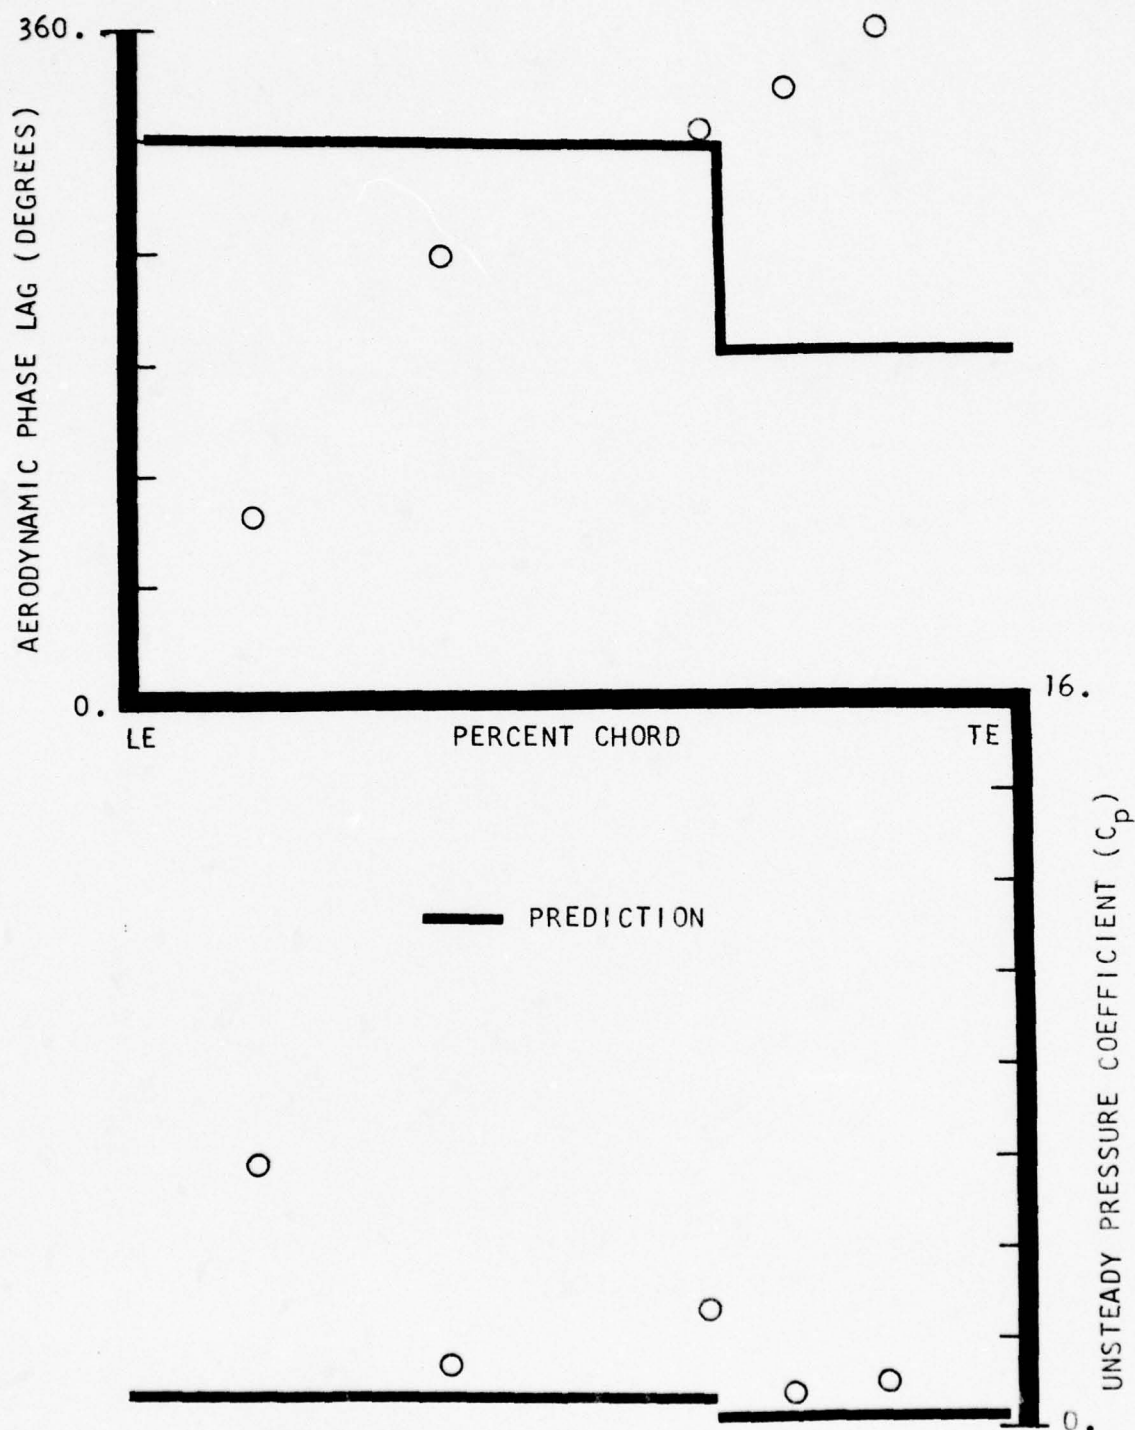 360.
AERODYNAMIC PHASE LAG (DEGREES)
0.
16.
LE
PERCENT CHORD
TE
PREDICTION
UNSTEADY PRESSURE COEFFICIENT (Cp)
0.